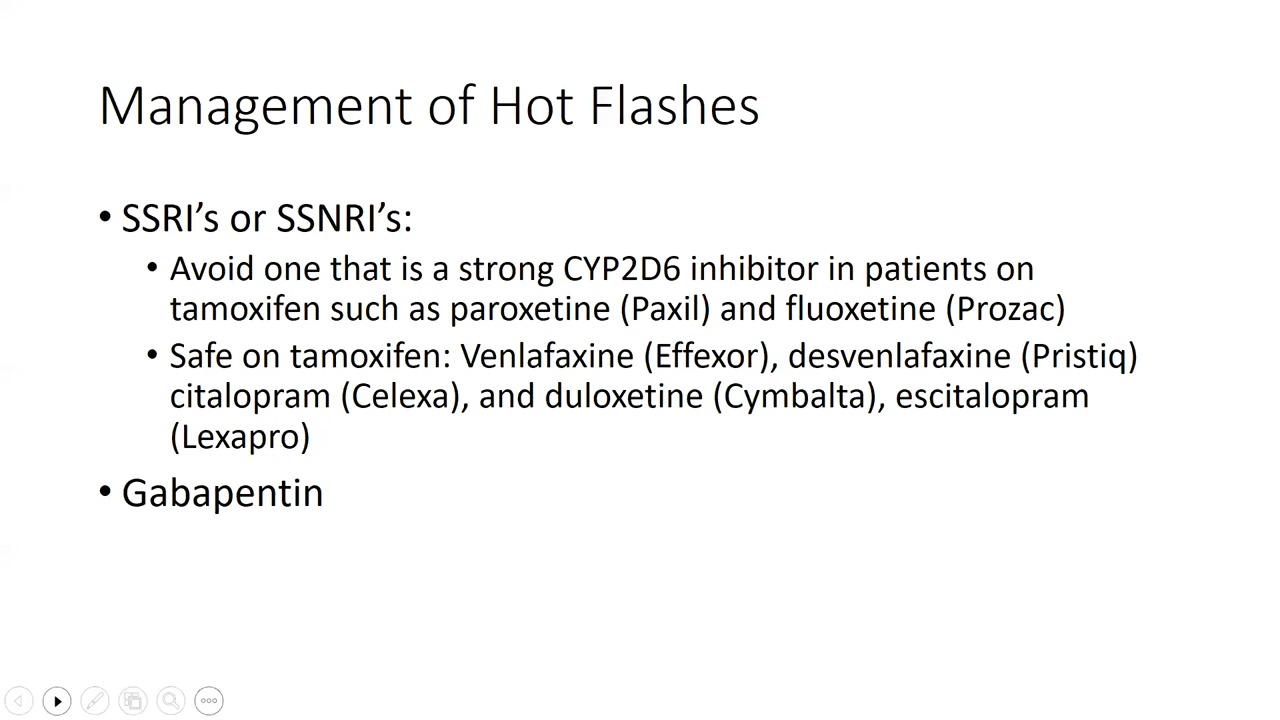 Management of Hot Flashes
• SSRI’s or SSNRI’s:
• Avoid one that is a strong CYP2D6 inhibitor in patients on
tamoxifen such as paroxetine (Paxil) and fluoxetine (Prozac)
• Safe on tamoxifen: Venlafaxine (Effexor), desvenlafaxine (Pristiq)
citalopram (Celexa), and duloxetine (Cymbalta), escitalopram
(Lexapro)
• Gabapentin